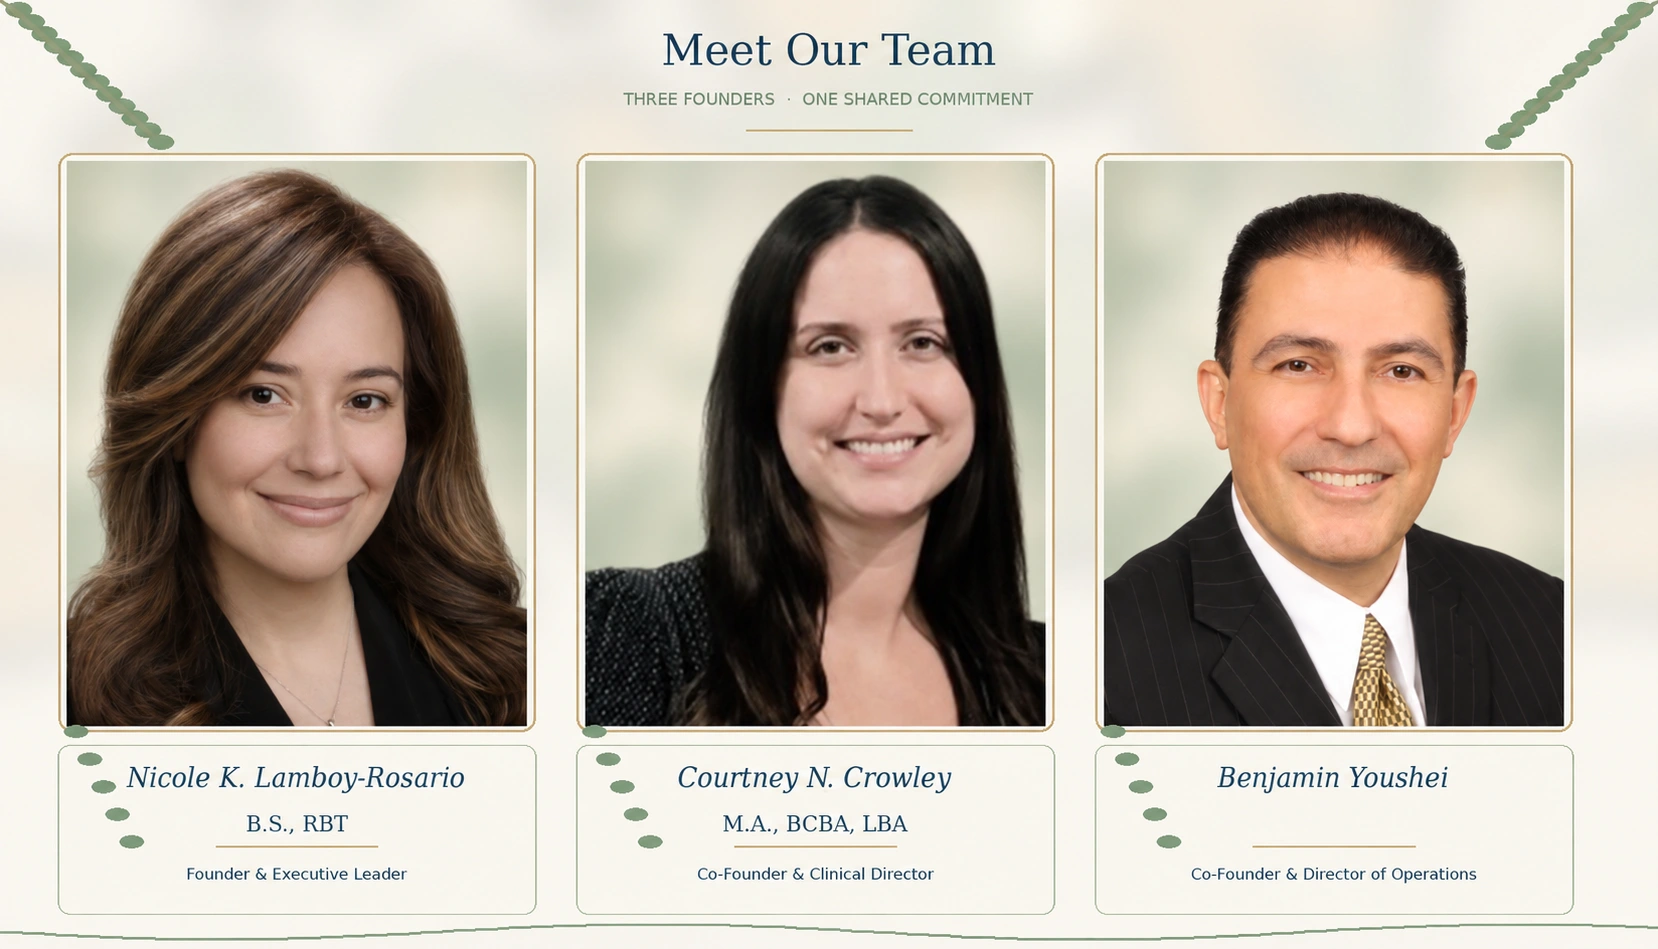 Meet Our Team
THREE FOUNDERS · ONE SHARED COMMITMENT
Nicole K. Lamboy-Rosario
B.S., RBT
Founder & Executive Leader
Courtney N. Crowley
M.A., BCBA, LBA
Co-Founder & Clinical Director
Benjamin Youshei
Co-Founder & Director of Operations